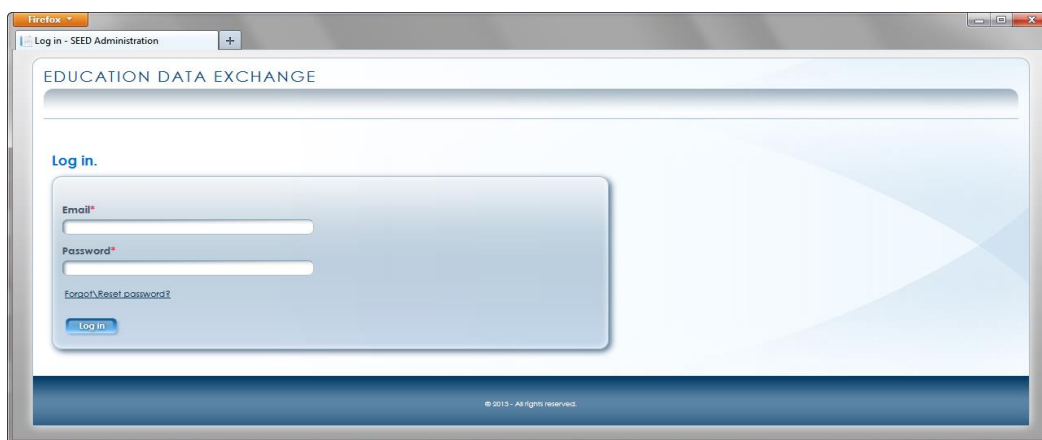 Firefox
Log in - SEED Administration
EDUCATION DATA EXCHANGE
Log in.
Email*
Password*
Forgot\Reset password?
Log in
© 2013 - All rights reserved.